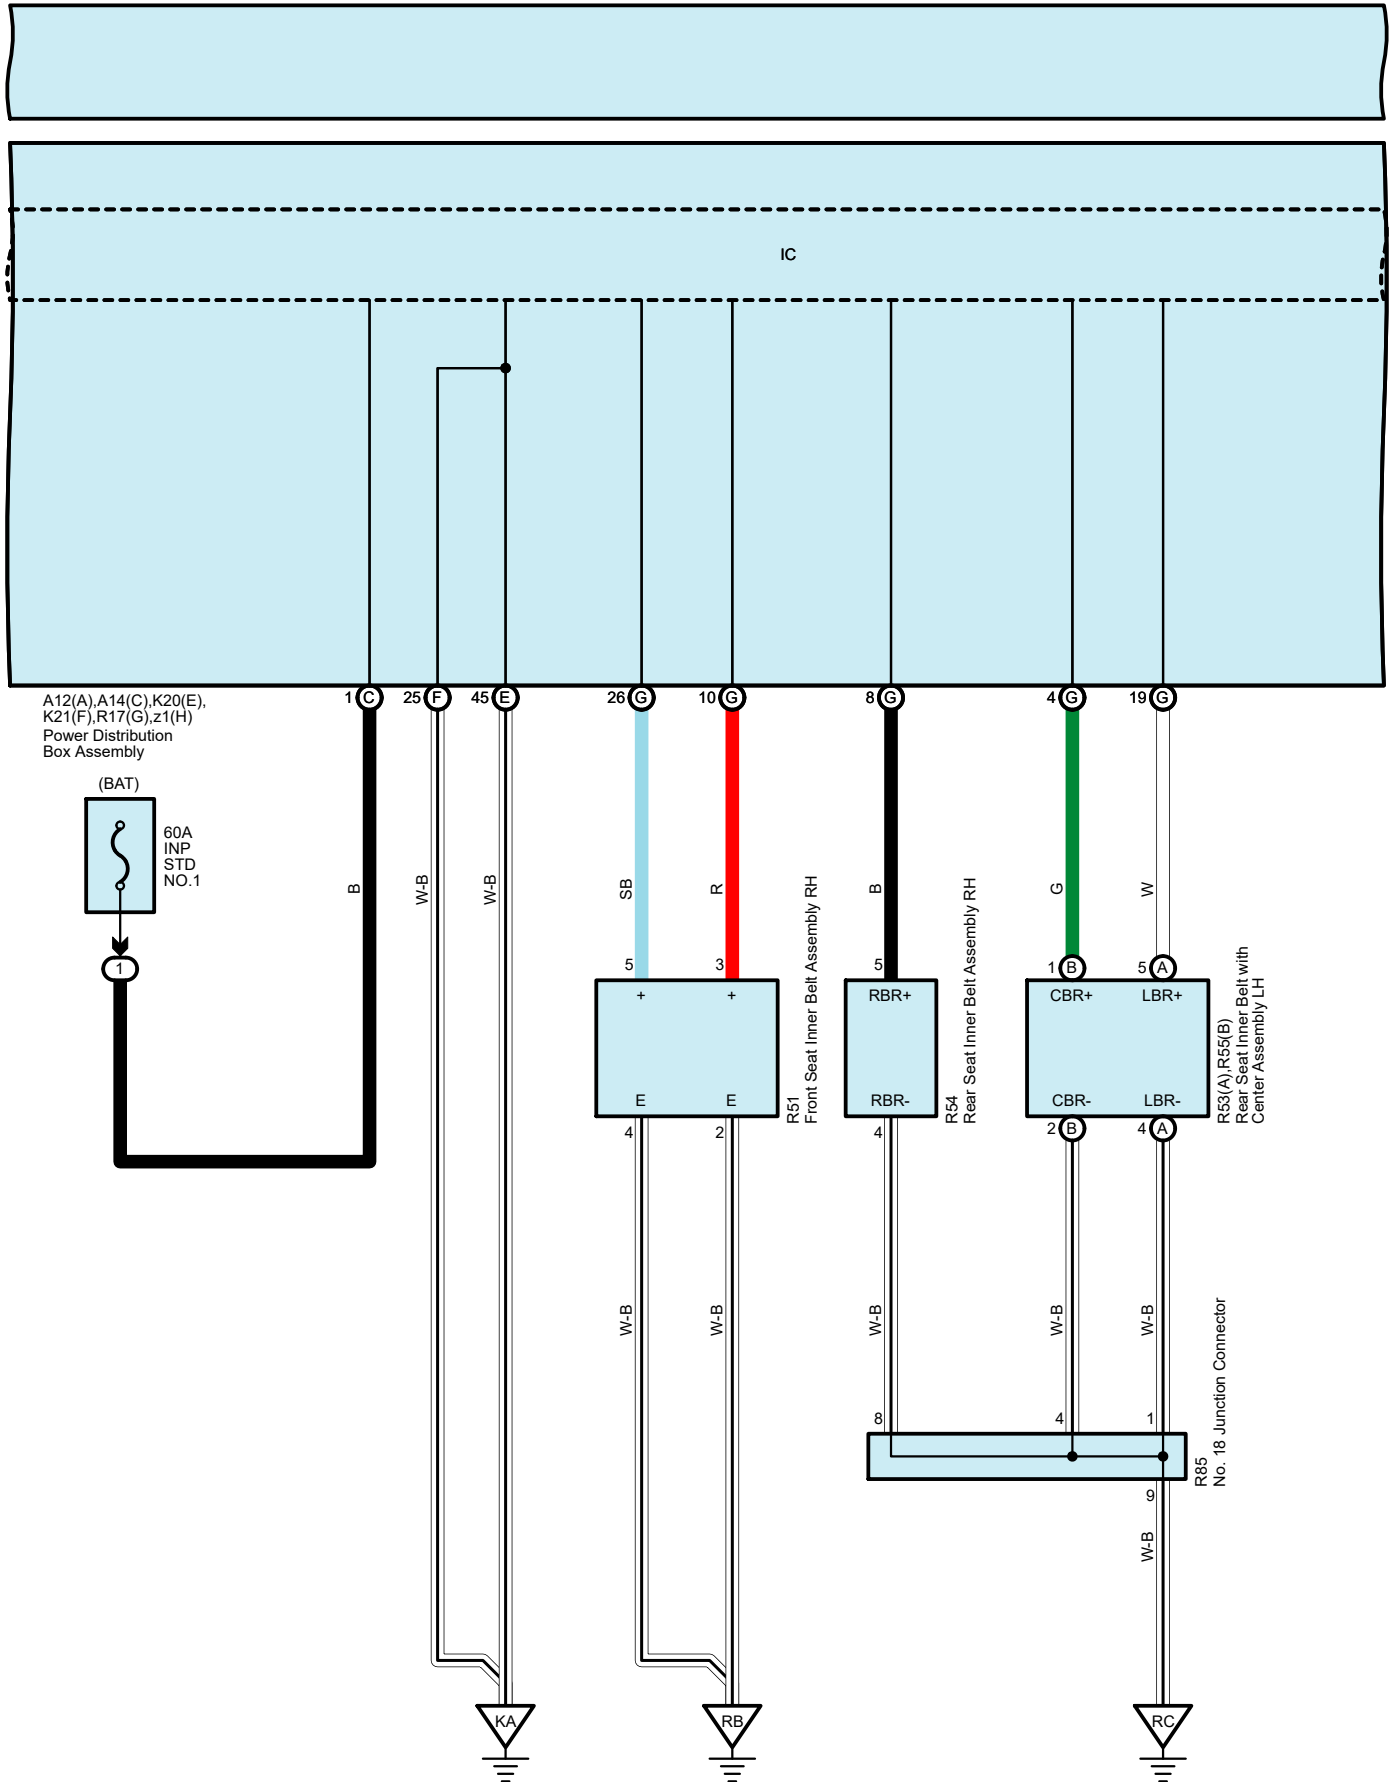 IC
A12(A),A14(C),K20(E),
K21(F),R17(G),z1(H)
Power Distribution
Box Assembly
1 C
25 F
45 E
26 G
10 G
8 G
4 G
19 G
(BAT)
60A
INP
STD
NO.1
1
B
W-B
W-B
SB
R
B
G
W
5
3
5
1 B
5 A
+
+
E
E
R51
Front Seat Inner Belt Assembly RH
RBR+
RBR-
R54
Rear Seat Inner Belt Assembly RH
CBR+
LBR+
CBR-
LBR-
R53(A),R55(B)
Rear Seat Inner Belt with
Center Assembly LH
4
2
4
2 B
4 A
W-B
W-B
W-B
W-B
W-B
8
4
1
R85
No. 18 Junction Connector
9
W-B
KA
RB
RC